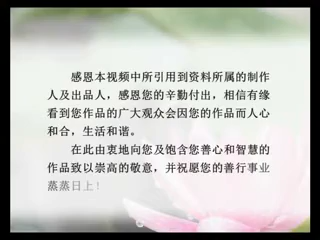 感恩本视频中所引用到资料所属的制作
人及出品人，感恩您的辛勤付出，相信有缘
看到您作品的广大观众会因您的作品而人心
和合，生活和谐。
在此由衷地向您及饱含您善心和智慧的
作品致以崇高的敬意，并祝愿您的善行事业
蒸蒸日上！